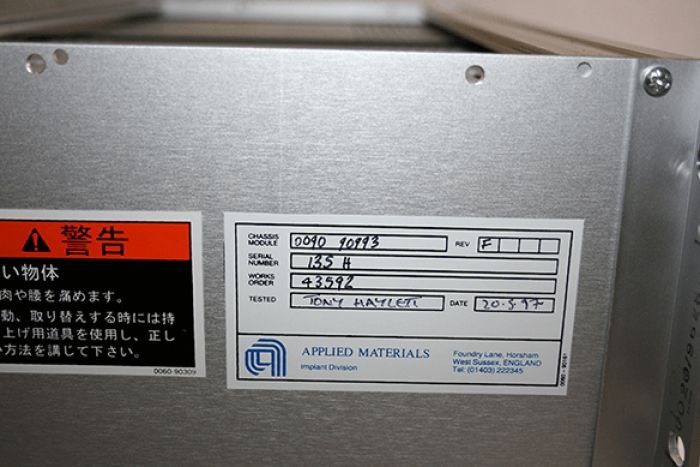 警告
い物体
肉や腰を痛めます。
動、取り替えする時には持
上げ用道具を使用し、正し
い方法を講じて下さい。
0060-90309
CHASSIS MODULE 0090 90893 REV F
SERIAL NUMBER 135 H
WORKS ORDER 43592
TESTED TONY HAYLETT DATE 20-5-97
APPLIED MATERIALS
Implant Division
Foundry Lane, Horsham
West Sussex, ENGLAND
Tel: (01403) 222345
0060 - 90181